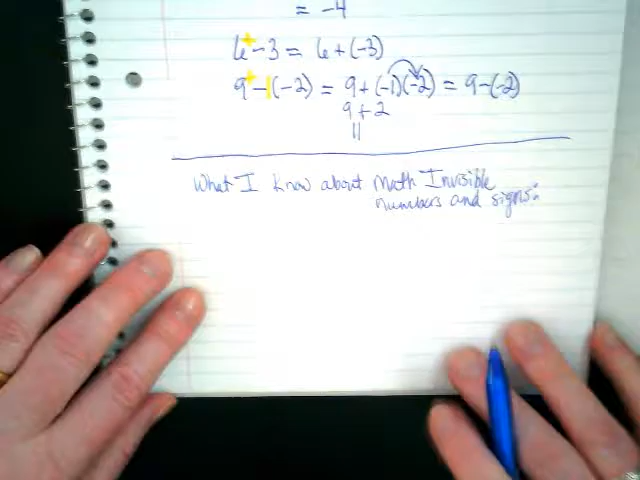 = -4
6⁺ - 3 = 6 + (-3)
9⁺ - 1(-2) = 9 + (-1)(-2) = 9 - (-2)
9 + 2
11
What I know about Math Invisible
numbers and signs: